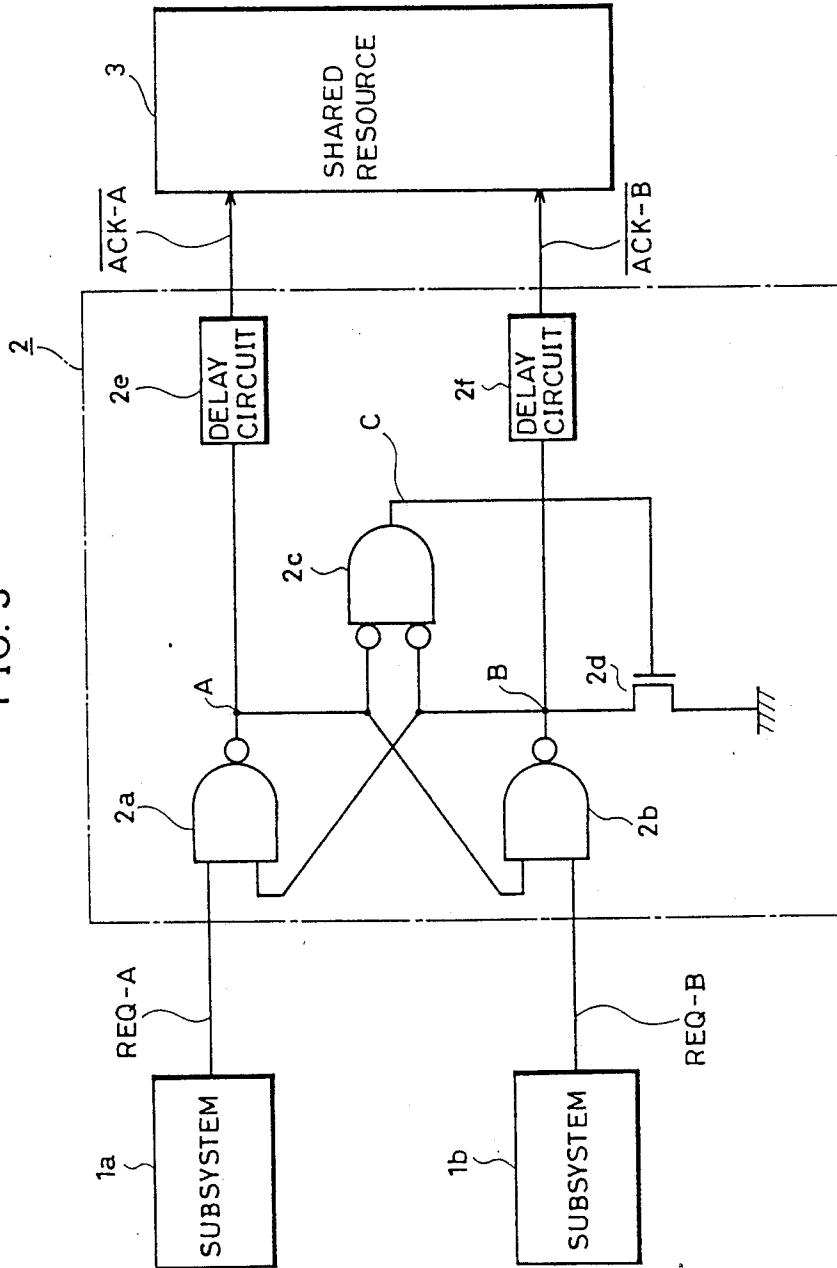 FIG. 3
1a
SUBSYSTEM
REQ-A
2
2a
A
2e
DELAY
CIRCUIT
ACK-A
3
SHARED
RESOURCE
2c
C
1b
SUBSYSTEM
REQ-B
2b
B
2d
2f
DELAY
CIRCUIT
ACK-B